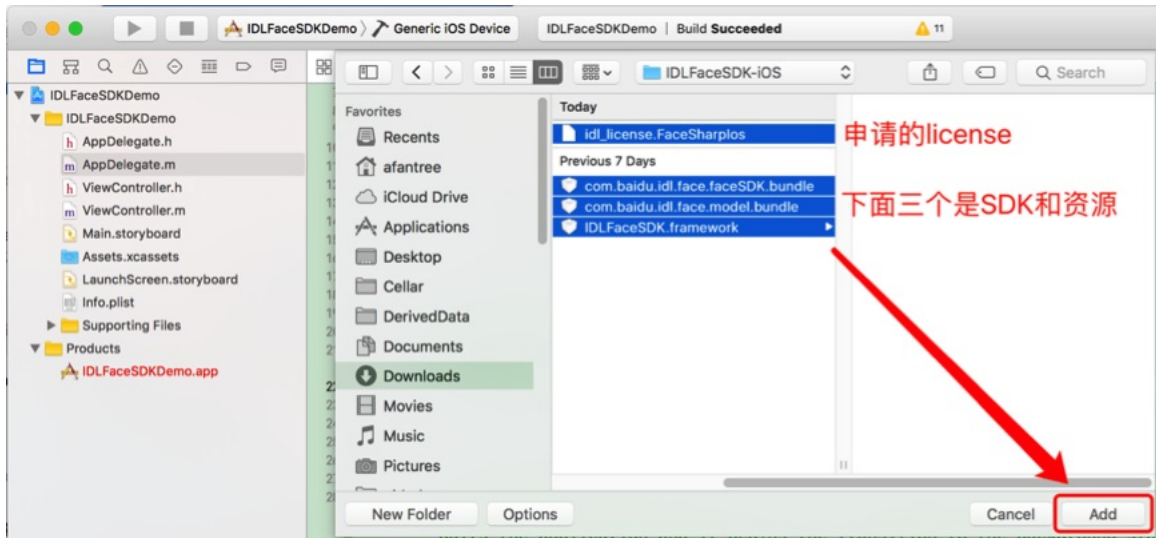 IDLFaceSDKDemo
Generic iOS Device
IDLFaceSDKDemo | Build Succeeded
11
IDLFaceSDK-iOS
Search
IDLFaceSDKDemo
IDLFaceSDKDemo
AppDelegate.h
AppDelegate.m
ViewController.h
ViewController.m
Main.storyboard
Assets.xcassets
LaunchScreen.storyboard
Info.plist
Supporting Files
Products
IDLFaceSDKDemo.app
Favorites
Recents
afantree
iCloud Drive
Applications
Desktop
Cellar
DerivedData
Documents
Downloads
Movies
Music
Pictures
Today
idl_license.FaceSharpIos
Previous 7 Days
com.baidu.idl.face.faceSDK.bundle
com.baidu.idl.face.model.bundle
IDLFaceSDK.framework
申请的license
下面三个是SDK和资源
New Folder
Options
Cancel
Add